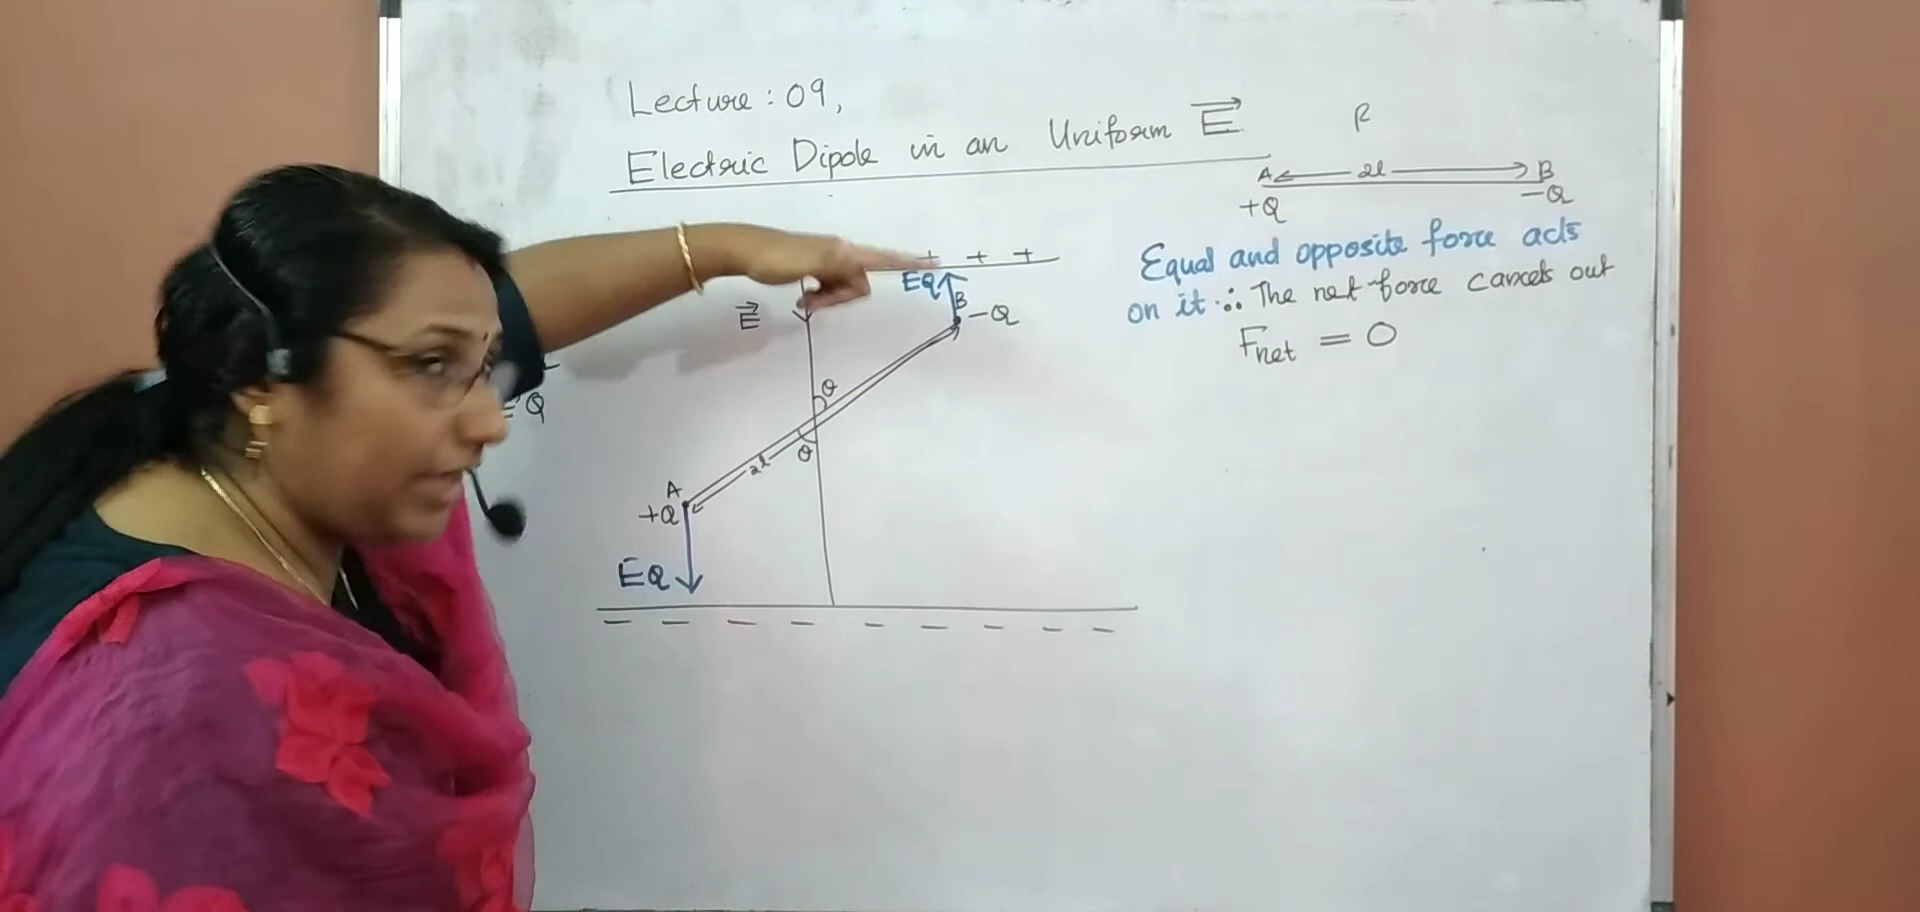 Lecture : 09,
Electric Dipole in an Uniform E
A 2l B
+Q -Q
Equal and opposite force acts
on it ∴ The net force cancels out
Fnet = 0
+ + +
EQ
B
-Q
E
θ
θ
2l
A
+Q
EQ
Q
− − − − − − − − −